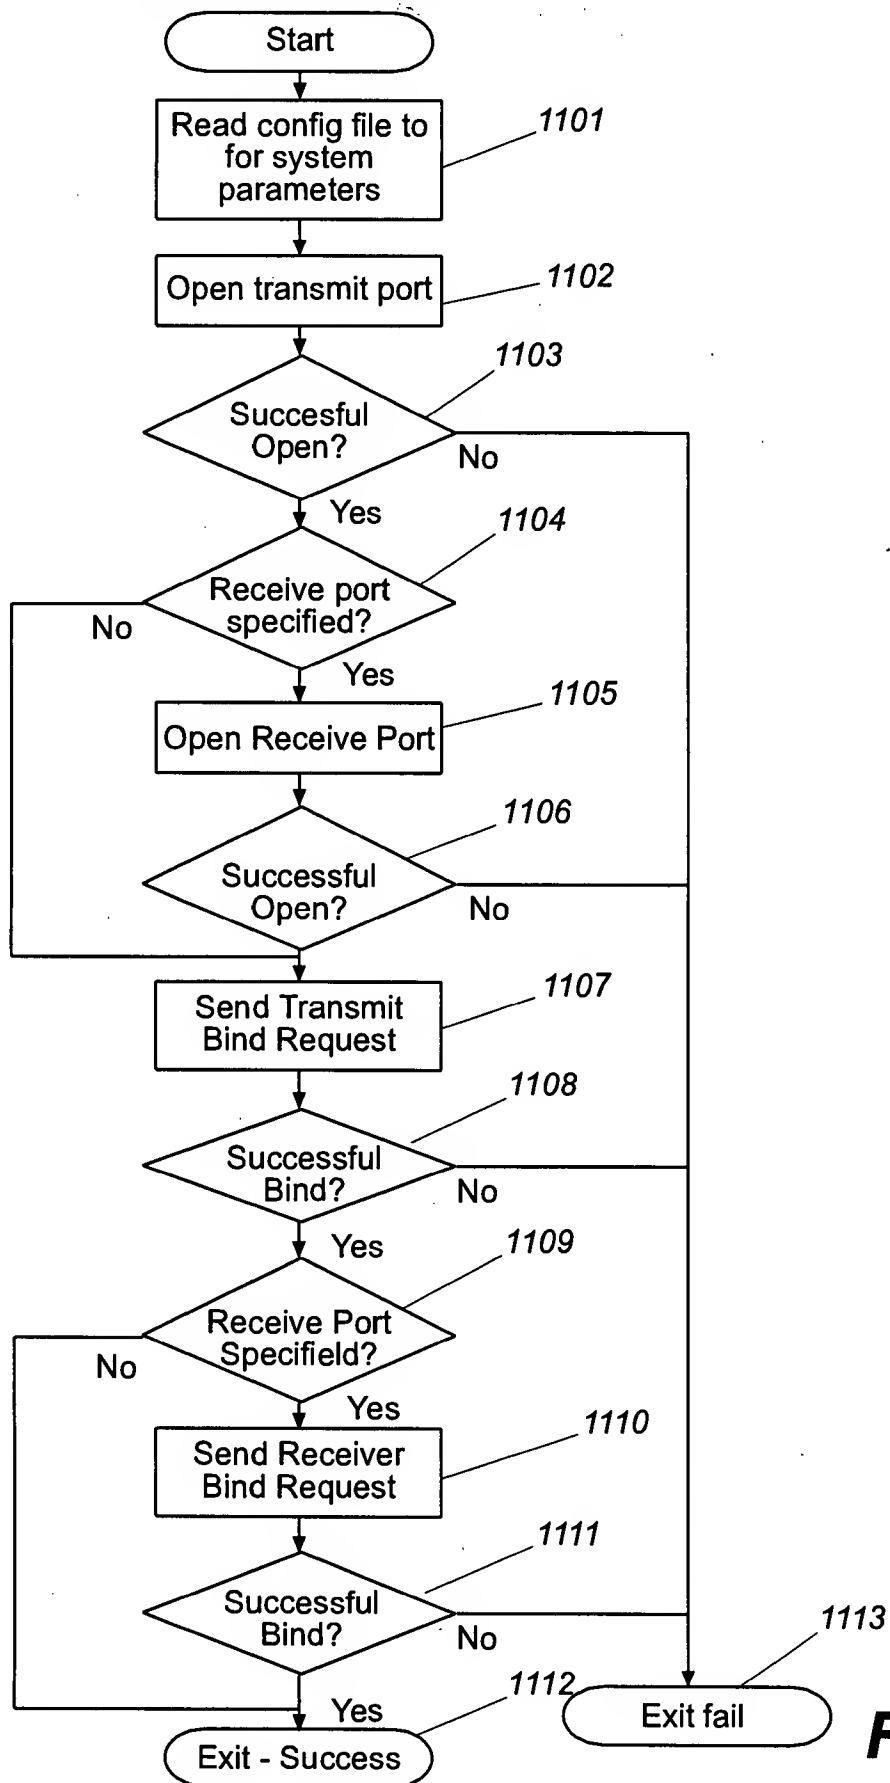 Start
Read config file to
for system
parameters
1101
Open transmit port
1102
1103
Succesful
Open?
No
Yes
1104
Receive port
specified?
No
Yes
1105
Open Receive Port
1106
Successful
Open?
No
1107
Send Transmit
Bind Request
1108
Successful
Bind?
No
Yes
1109
Receive Port
Specifield?
No
Yes
1110
Send Receiver
Bind Request
1111
Successful
Bind?
No
1113
1112
Yes
Exit fail
Exit - Success